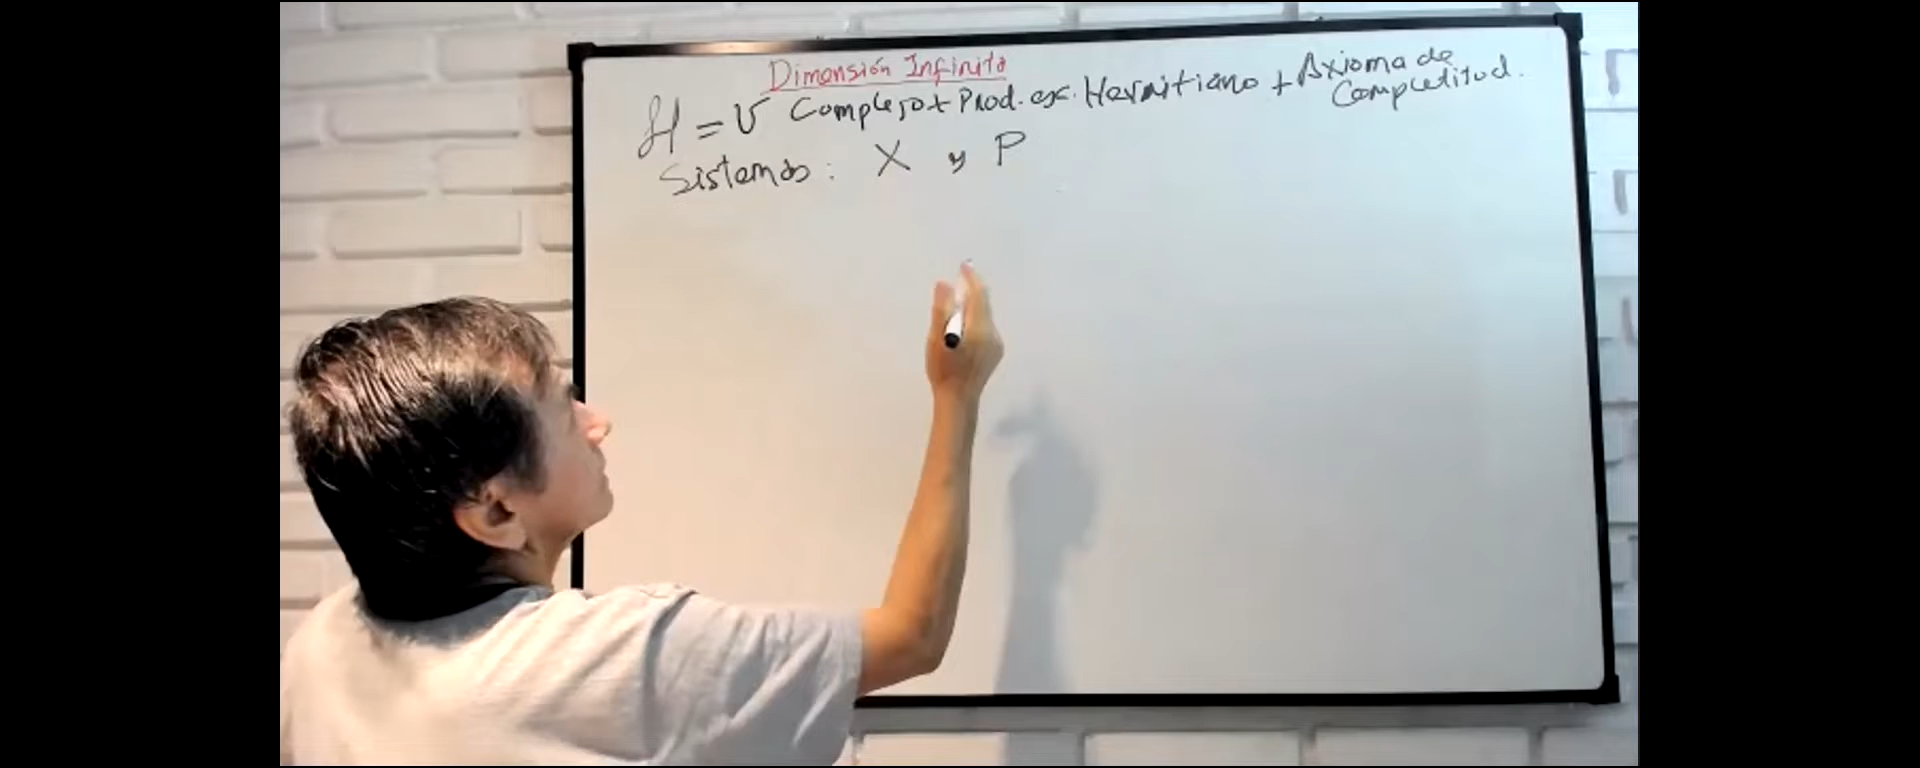 Dimensión Infinita
H = V Complejo + Prod. esc. Hermitiano + Axioma de
Completitud.
Sistemas: X y P